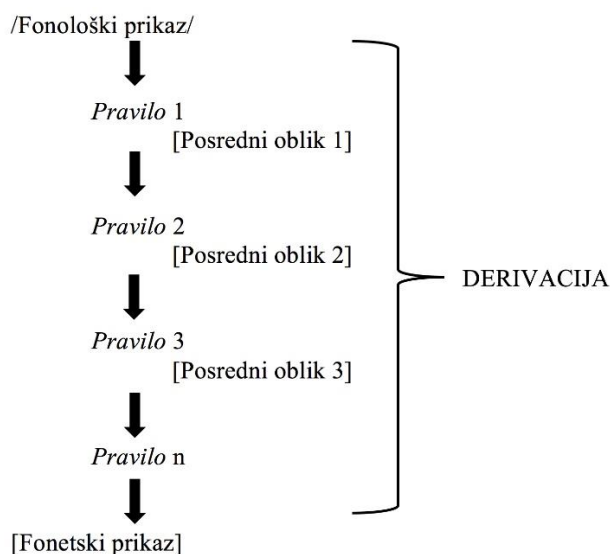 /Fonološki prikaz/
Pravilo 1
[Posredni oblik 1]
Pravilo 2
[Posredni oblik 2]
DERIVACIJA
Pravilo 3
[Posredni oblik 3]
Pravilo n
[Fonetski prikaz]